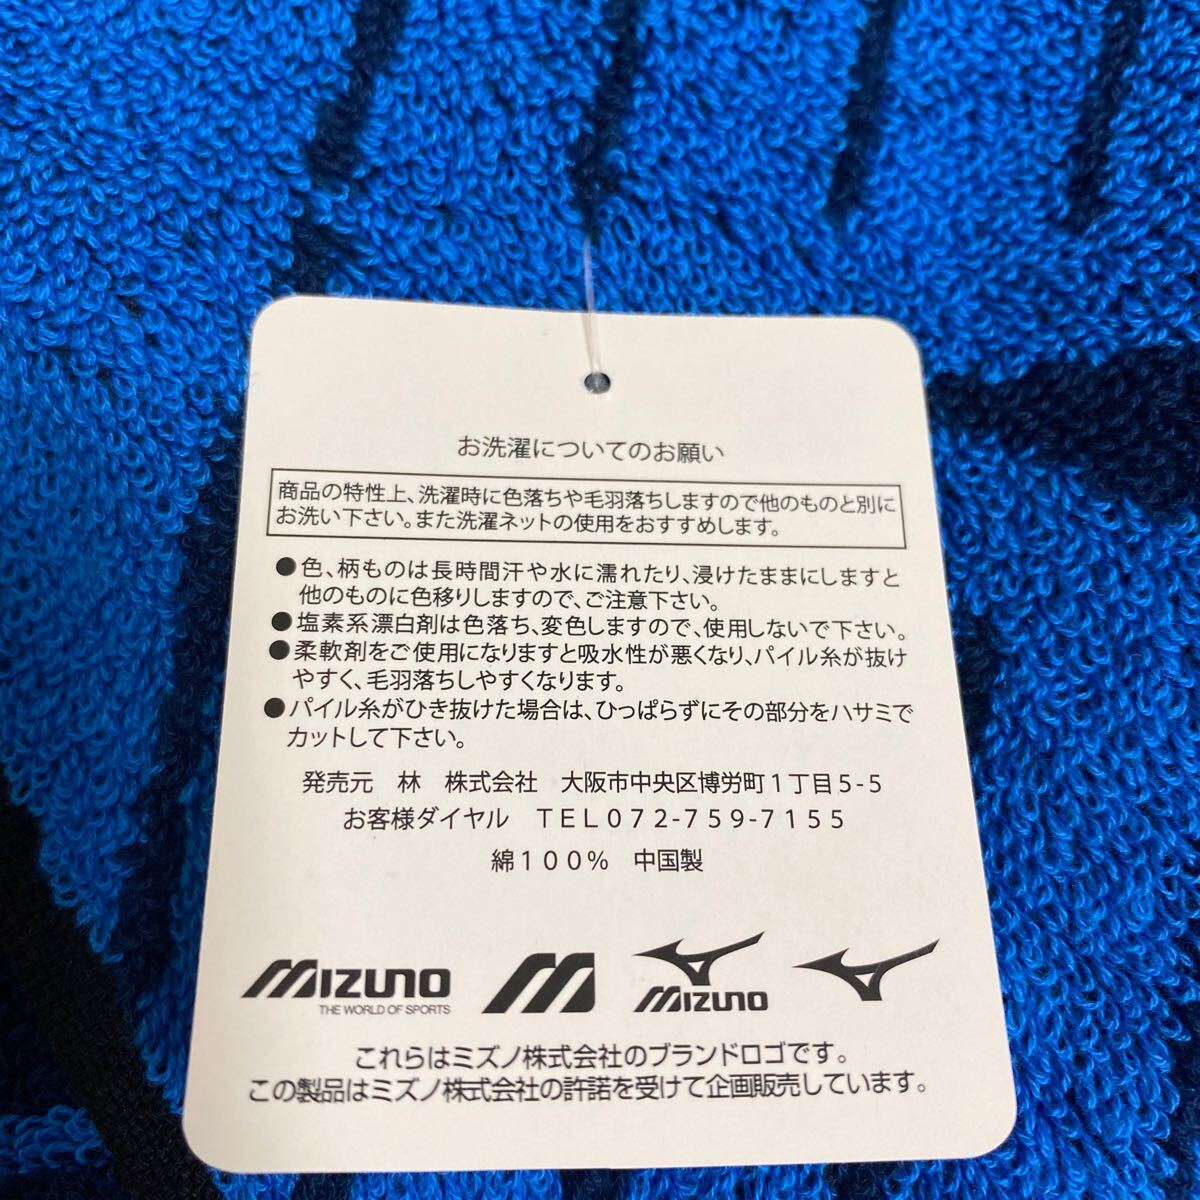 お洗濯についてのお願い
商品の特性上、洗濯時に色落ちや毛羽落ちしますので他のものと別に
お洗い下さい。また洗濯ネットの使用をおすすめします。
●色、柄ものは長時間汗や水に濡れたり、浸けたままにしますと
他のものに色移りしますので、ご注意下さい。
●塩素系漂白剤は色落ち、変色しますので、使用しないで下さい。
●柔軟剤をご使用になりますと吸水性が悪くなり、パイル糸が抜け
やすく、毛羽落ちしやすくなります。
●パイル糸がひき抜けた場合は、ひっぱらずにその部分をハサミで
カットして下さい。
発売元 林 株式会社 大阪市中央区博労町1丁目5-5
お客様ダイヤル TEL072-759-7155
綿100% 中国製
MIZUNO
THE WORLD OF SPORTS
MIZUNO
これらはミズノ株式会社のブランドロゴです。
この製品はミズノ株式会社の許諾を受けて企画販売しています。